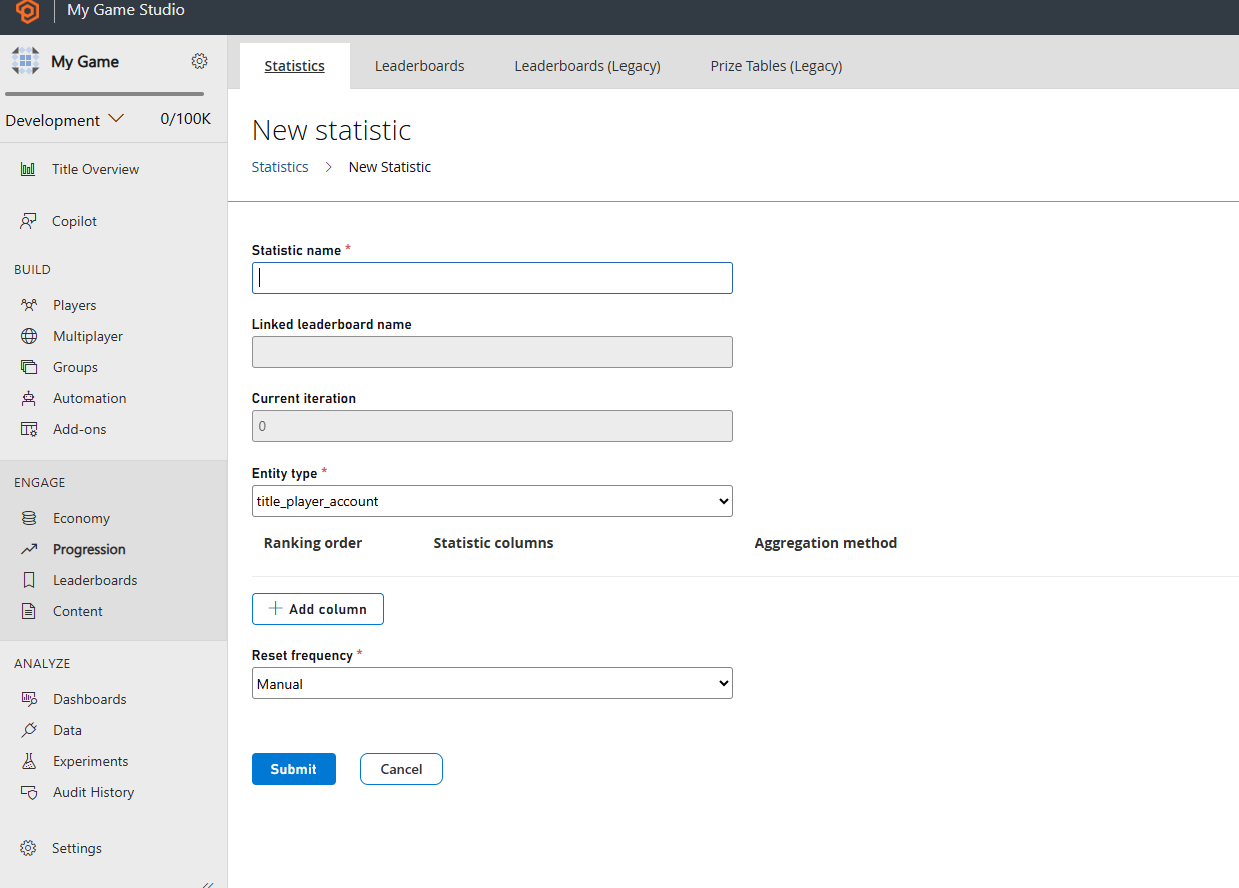 My Game Studio
My Game
Development 0/100K
Title Overview
Copilot
BUILD
Players
Multiplayer
Groups
Automation
Add-ons
ENGAGE
Economy
Progression
Leaderboards
Content
ANALYZE
Dashboards
Data
Experiments
Audit History
Settings
Statistics Leaderboards Leaderboards (Legacy) Prize Tables (Legacy)
New statistic
Statistics > New Statistic
Statistic name *
Linked leaderboard name
Current iteration
0
Entity type *
title_player_account
Ranking order Statistic columns Aggregation method
+ Add column
Reset frequency *
Manual
Submit Cancel